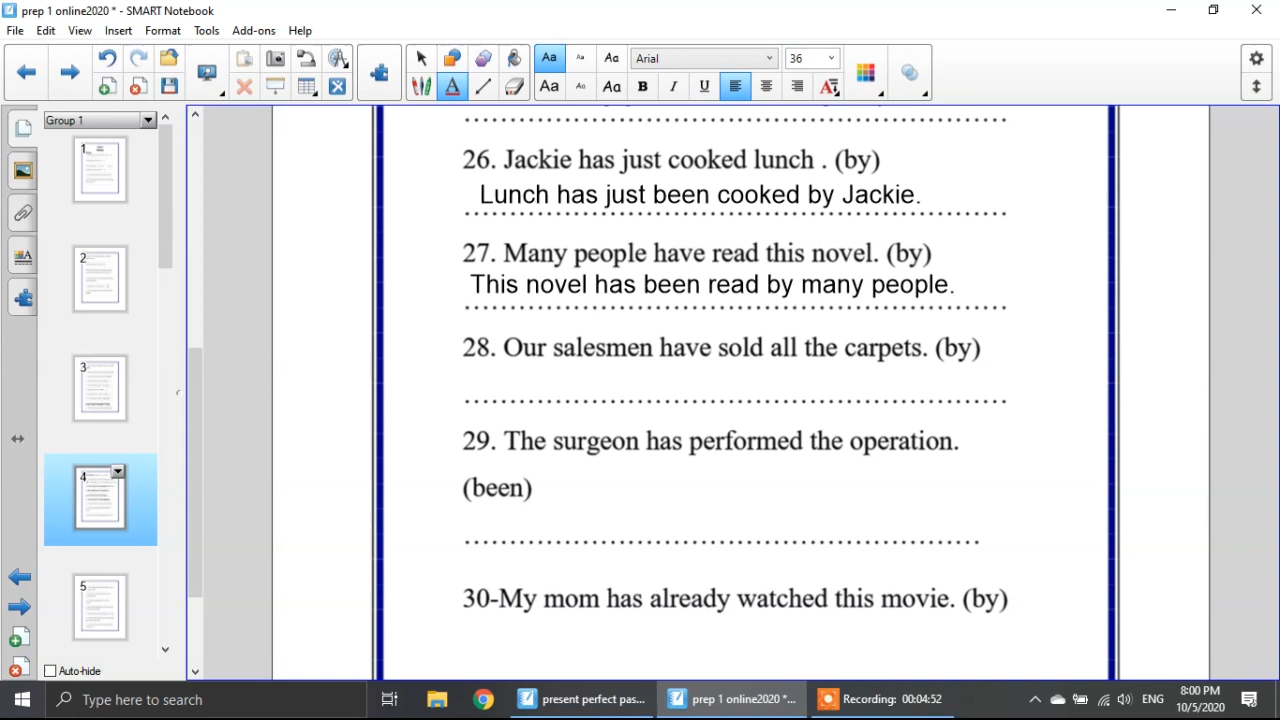 prep 1 online2020 * - SMART Notebook
File Edit View Insert Format Tools Add-ons Help
Arial 36
Group 1
1
2
3
4
5
Auto-hide
26. Jackie has just cooked lunch . (by)
Lunch has just been cooked by Jackie.
27. Many people have read this novel. (by)
This novel has been read by many people.
28. Our salesmen have sold all the carpets. (by)
29. The surgeon has performed the operation.
(been)
30-My mom has already watched this movie. (by)
Type here to search
present perfect pas...
prep 1 online2020 *...
Recording: 00:04:52
ENG
8:00 PM
10/5/2020